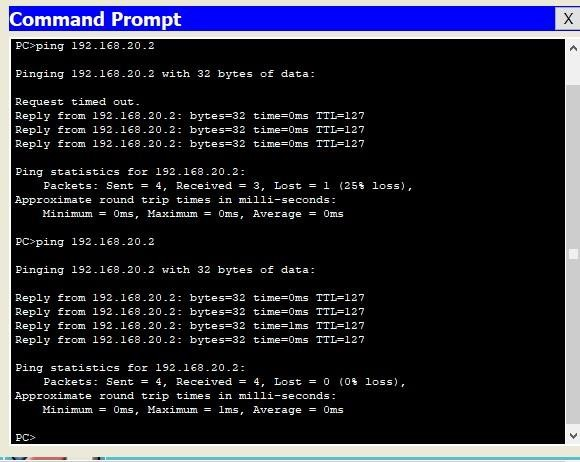 Command Prompt
X
PC>ping 192.168.20.2
Pinging 192.168.20.2 with 32 bytes of data:
Request timed out.
Reply from 192.168.20.2: bytes=32 time=0ms TTL=127
Reply from 192.168.20.2: bytes=32 time=0ms TTL=127
Reply from 192.168.20.2: bytes=32 time=0ms TTL=127
Ping statistics for 192.168.20.2:
Packets: Sent = 4, Received = 3, Lost = 1 (25% loss),
Approximate round trip times in milli-seconds:
Minimum = 0ms, Maximum = 0ms, Average = 0ms
PC>ping 192.168.20.2
Pinging 192.168.20.2 with 32 bytes of data:
Reply from 192.168.20.2: bytes=32 time=0ms TTL=127
Reply from 192.168.20.2: bytes=32 time=0ms TTL=127
Reply from 192.168.20.2: bytes=32 time=1ms TTL=127
Reply from 192.168.20.2: bytes=32 time=0ms TTL=127
Ping statistics for 192.168.20.2:
Packets: Sent = 4, Received = 4, Lost = 0 (0% loss),
Approximate round trip times in milli-seconds:
Minimum = 0ms, Maximum = 1ms, Average = 0ms
PC>